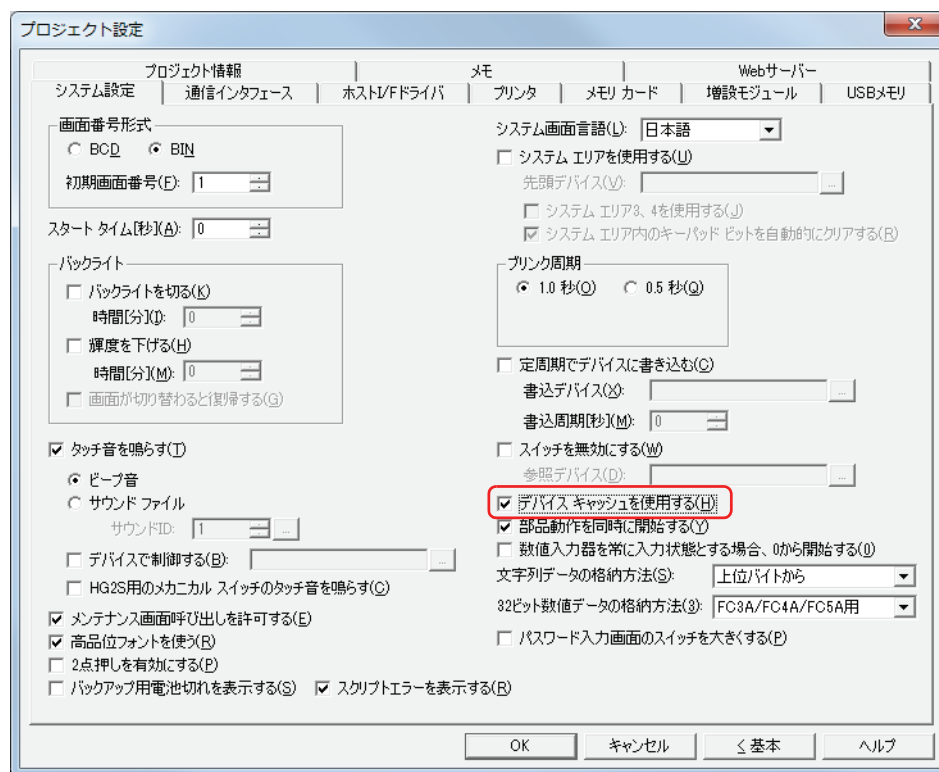 プロジェクト設定
プロジェクト情報
メモ
Webサーバー
システム設定
通信インタフェース
ホストI/Fドライバ
プリンタ
メモリ カード
増設モジュール
USBメモリ
画面番号形式
BCD
BIN
初期画面番号(F):
1
スタート タイム[秒](A):
0
バックライト
バックライトを切る(K)
時間[分](I):
0
輝度を下げる(H)
時間[分](M):
0
画面が切り替わると復帰する(G)
タッチ音を鳴らす(T)
ビープ音
サウンド ファイル
サウンドID:
1
...
デバイスで制御する(B):
...
HG2S用のメカニカル スイッチのタッチ音を鳴らす(C)
メンテナンス画面呼び出しを許可する(E)
高品位フォントを使う(R)
2点押しを有効にする(P)
バックアップ用電池切れを表示する(S)
スクリプトエラーを表示する(R)
システム画面言語(L):
日本語
システム エリアを使用する(U)
先頭デバイス(V):
...
システム エリア3、4を使用する(J)
システム エリア内のキーパッド ビットを自動的にクリアする(R)
ブリンク周期
1.0 秒(O)
0.5 秒(Q)
定周期でデバイスに書き込む(C)
書込デバイス(X):
...
書込周期[秒](M):
0
スイッチを無効にする(W)
参照デバイス(D):
...
デバイス キャッシュを使用する(H)
部品動作を同時に開始する(Y)
数値入力器を常に入力状態とする場合、0から開始する(0)
文字列データの格納方法(S):
上位バイトから
32ビット数値データの格納方法(3):
FC3A/FC4A/FC5A用
パスワード入力画面のスイッチを大きくする(P)
OK
キャンセル
< 基本
ヘルプ